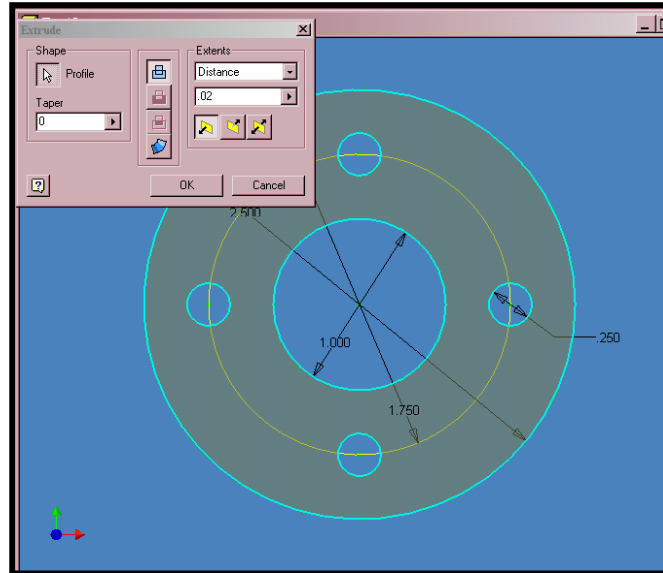 Extrude
Shape
Profile
Taper
0
Extents
Distance
.02
OK
Cancel
2.500
1.000
1.750
.250